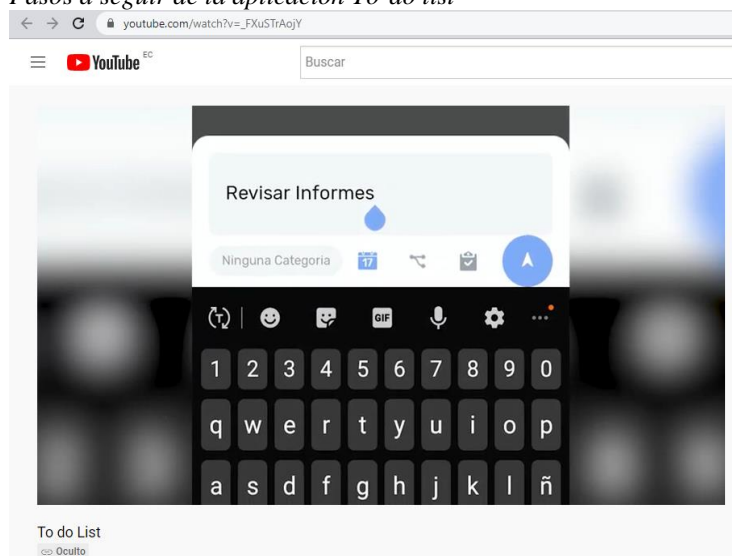 Pasos a seguir de la aplicación To-do list
youtube.com/watch?v=_FXuSTrAojY
YouTube EC
Buscar
Revisar Informes
Ninguna Categoria
17
T
GIF
1 2 3 4 5 6 7 8 9 0
q w e r t y u i o p
a s d f g h j k l ñ
To do List
Oculto